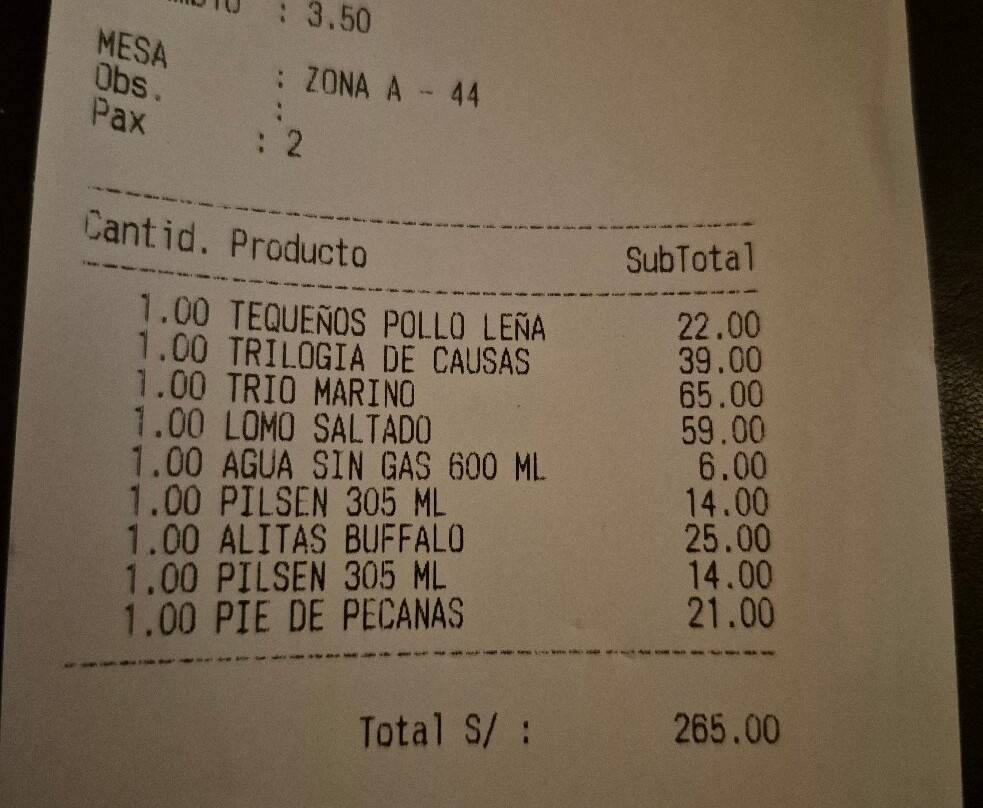 : 3.50
MESA : ZONA A - 44
Obs. :
Pax : 2
Cantid. Producto SubTotal
1.00 TEQUEÑOS POLLO LEÑA 22.00
1.00 TRILOGIA DE CAUSAS 39.00
1.00 TRIO MARINO 65.00
1.00 LOMO SALTADO 59.00
1.00 AGUA SIN GAS 600 ML 6.00
1.00 PILSEN 305 ML 14.00
1.00 ALITAS BUFFALO 25.00
1.00 PILSEN 305 ML 14.00
1.00 PIE DE PECANAS 21.00
Total S/ : 265.00